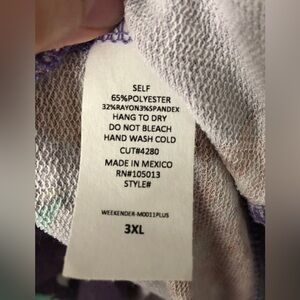 SELF
65%POLYESTER
32%RAYON3%SPANDEX
HANG TO DRY
DO NOT BLEACH
HAND WASH COLD
CUT#4280
MADE IN MEXICO
RN#105013
STYLE#
WEEKENDER-M0011PLUS
3XL